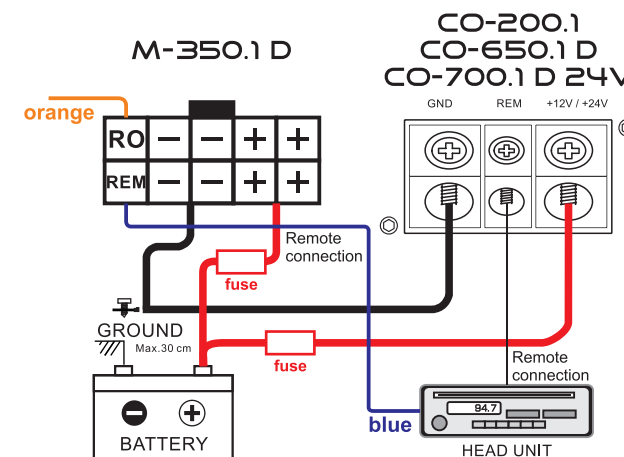 M-350.1 D
CO-200.1
CO-650.1 D
CO-700.1 D 24V
GND REM +12V / +24V
orange
RO − − + +
REM − − + +
Remote
connection
fuse
GROUND
Max.30 cm
fuse
Remote
connection
94.7
blue
− +
BATTERY
HEAD UNIT